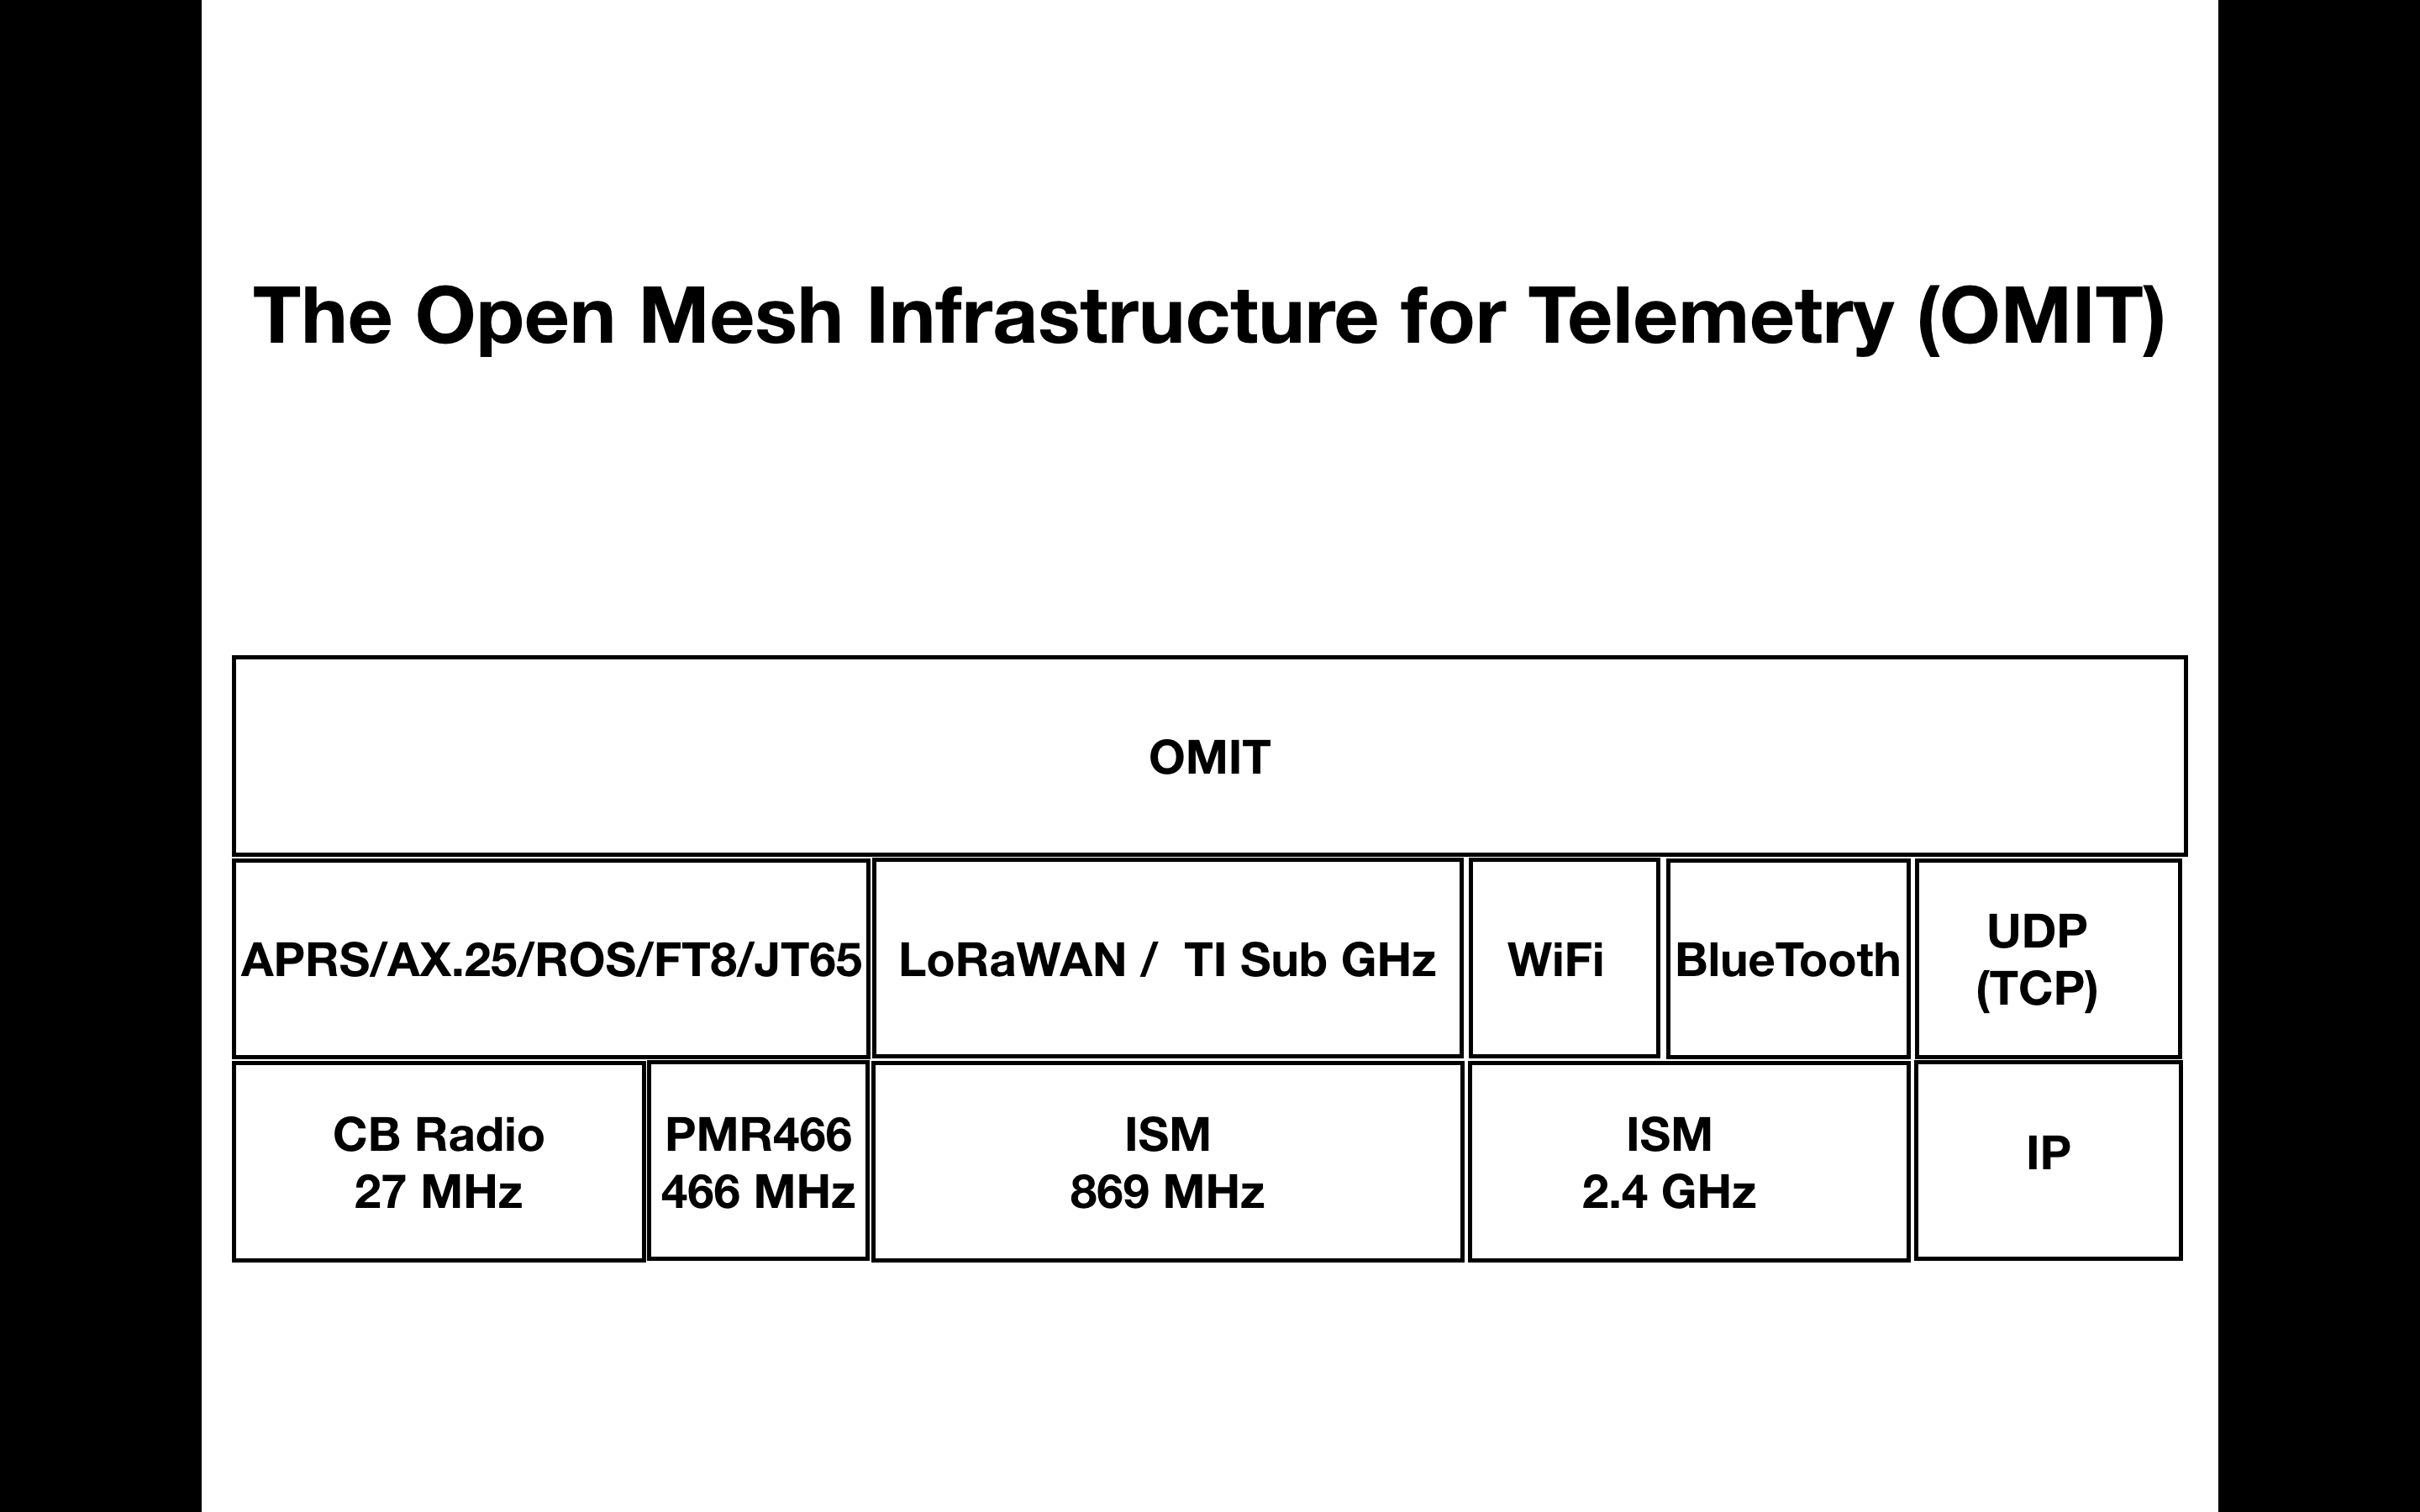 The Open Mesh Infrastructure for Telemetry (OMIT)
OMIT
APRS/AX.25/ROS/FT8/JT65
LoRaWAN /  TI Sub GHz
WiFi
BlueTooth
UDP
(TCP)
CB Radio
27 MHz
PMR466
466 MHz
ISM
869 MHz
ISM
2.4 GHz
IP